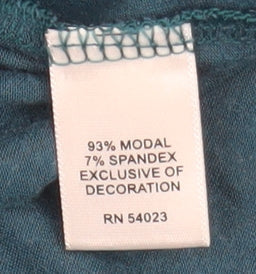 93% MODAL
7% SPANDEX
EXCLUSIVE OF
DECORATION
RN 54023